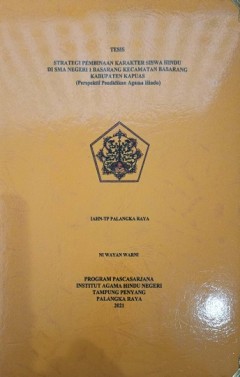 TESIS
STRATEGI PEMBINAAN KARAKTER SISWA HINDU
DI SMA NEGERI 1 BASARANG KECAMATAN BASARANG
KABUPATEN KAPUAS
(Perspektif Pendidikan Agama Hindu)
IAHN-TP PALANGKA RAYA
NI WAYAN WARNI
PROGRAM PASCASARJANA
INSTITUT AGAMA HINDU NEGERI
TAMPUNG PENYANG
PALANGKA RAYA
2021